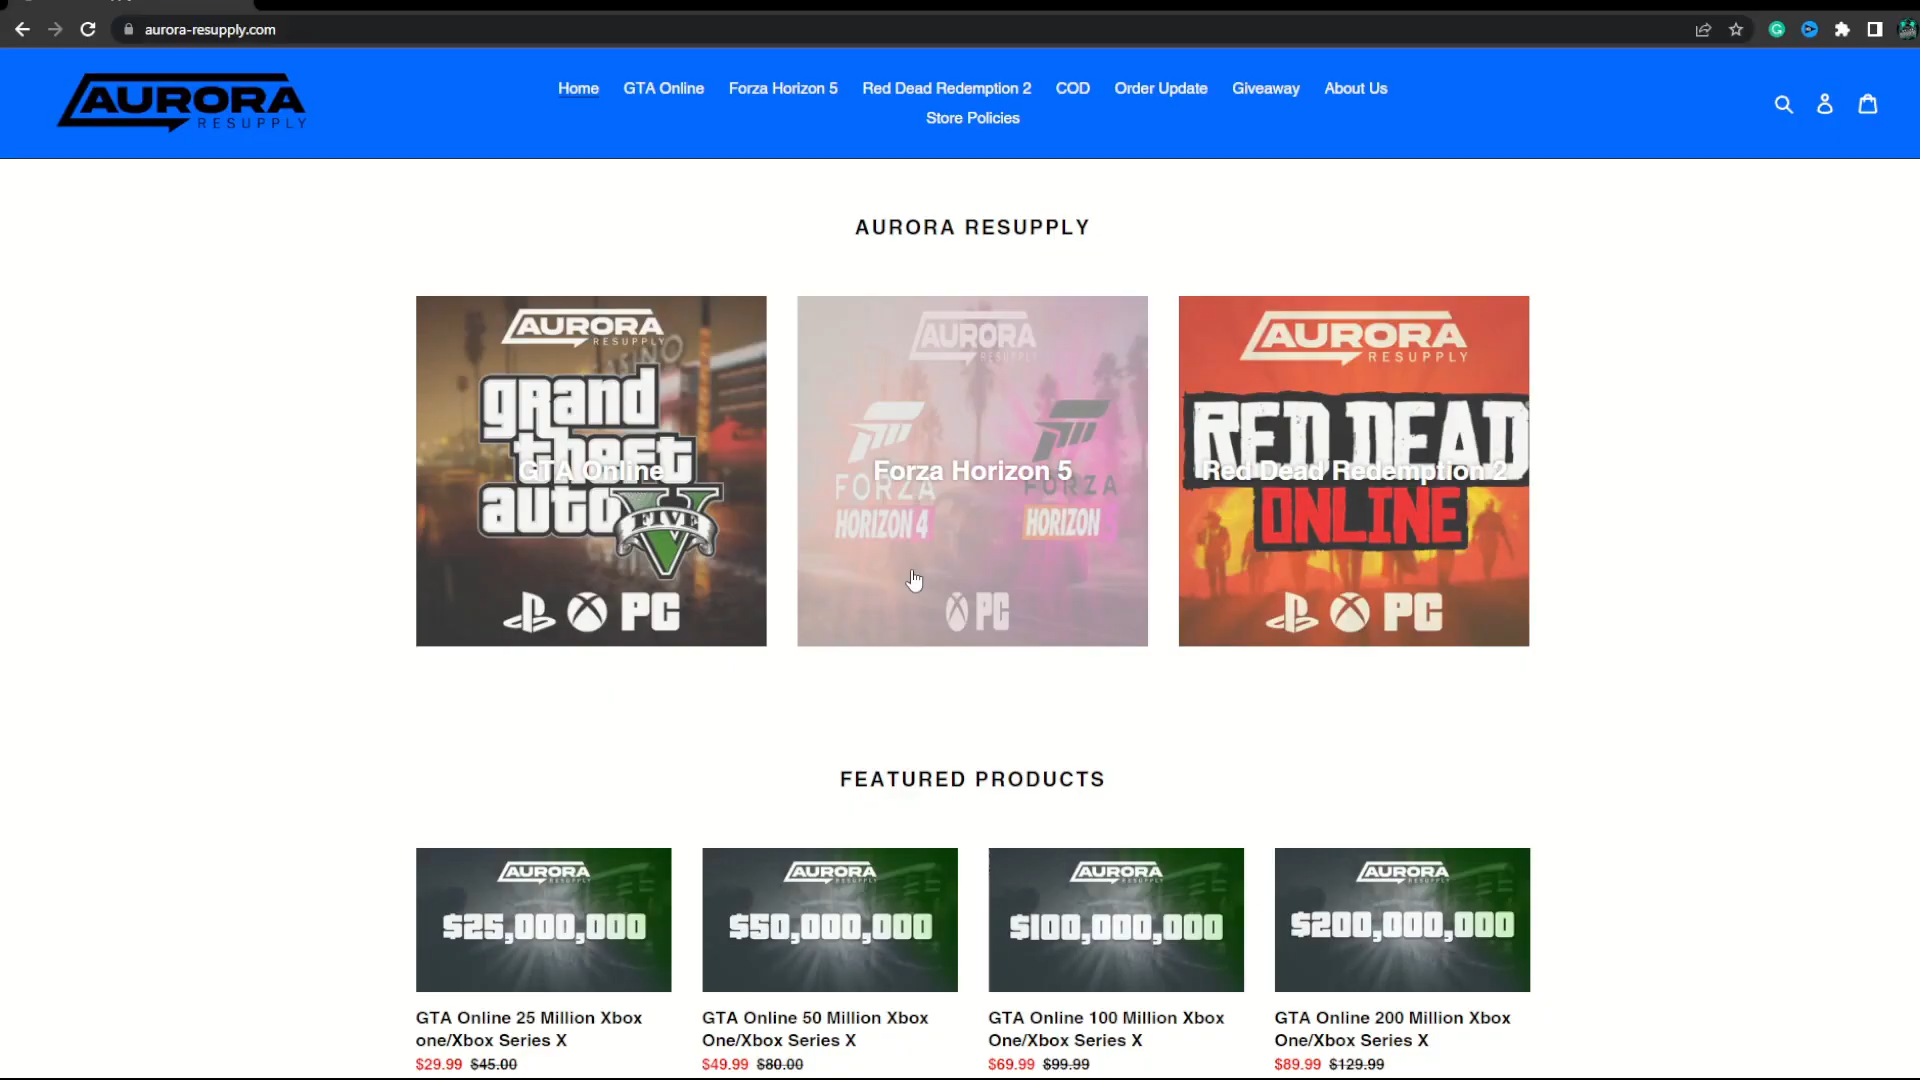 aurora-resupply.com
AURORA
RESUPPLY
Home GTA Online Forza Horizon 5 Red Dead Redemption 2 COD Order Update Giveaway About Us
Store Policies
AURORA RESUPPLY
AURORA
RESUPPLY
grand
theft
auto
FIVE
V
GTA Online
PC
AURORA
RESUPPLY
Forza Horizon 5
FORZA
HORIZON 4
FORZA
HORIZON
PC
AURORA
RESUPPLY
RED DEAD
Red Dead Redemption 2
ONLINE
PC
FEATURED PRODUCTS
AURORA
RESUPPLY
$25,000,000
AURORA
RESUPPLY
$50,000,000
AURORA
RESUPPLY
$100,000,000
AURORA
RESUPPLY
$200,000,000
GTA Online 25 Million Xbox
one/Xbox Series X
$29.99 $45.00
GTA Online 50 Million Xbox
One/Xbox Series X
$49.99 $80.00
GTA Online 100 Million Xbox
One/Xbox Series X
$69.99 $99.99
GTA Online 200 Million Xbox
One/Xbox Series X
$89.99 $129.99